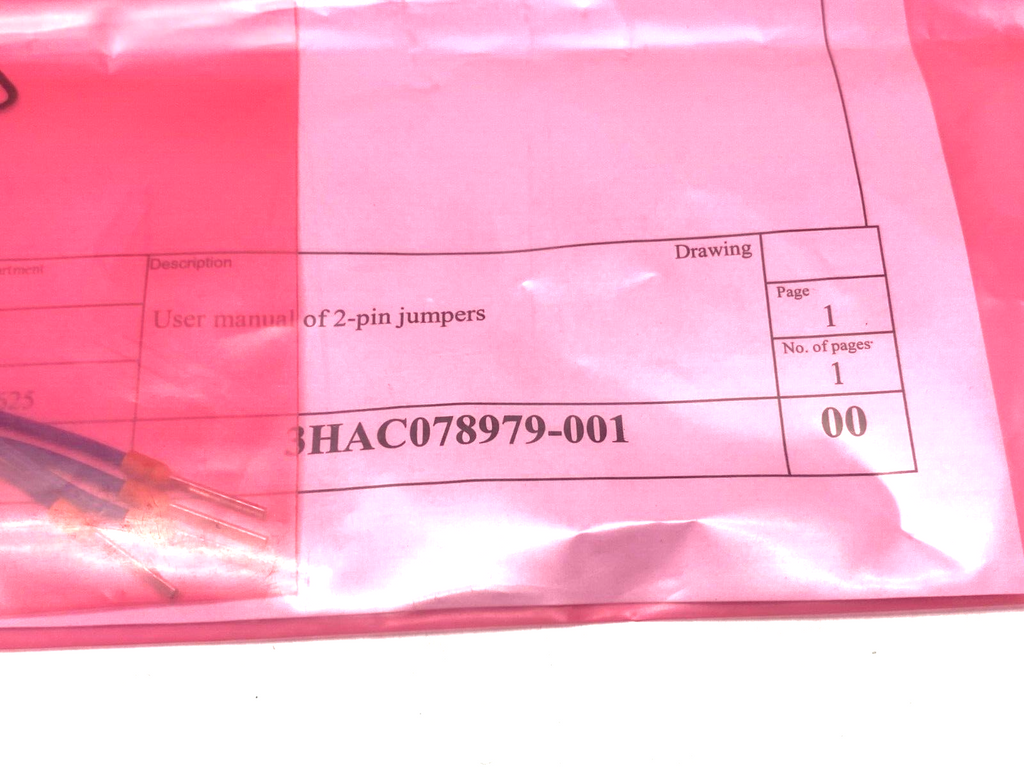 Drawing
Description
Page
User manual of 2-pin jumpers
1
No. of pages
1
3HAC078979-001
00